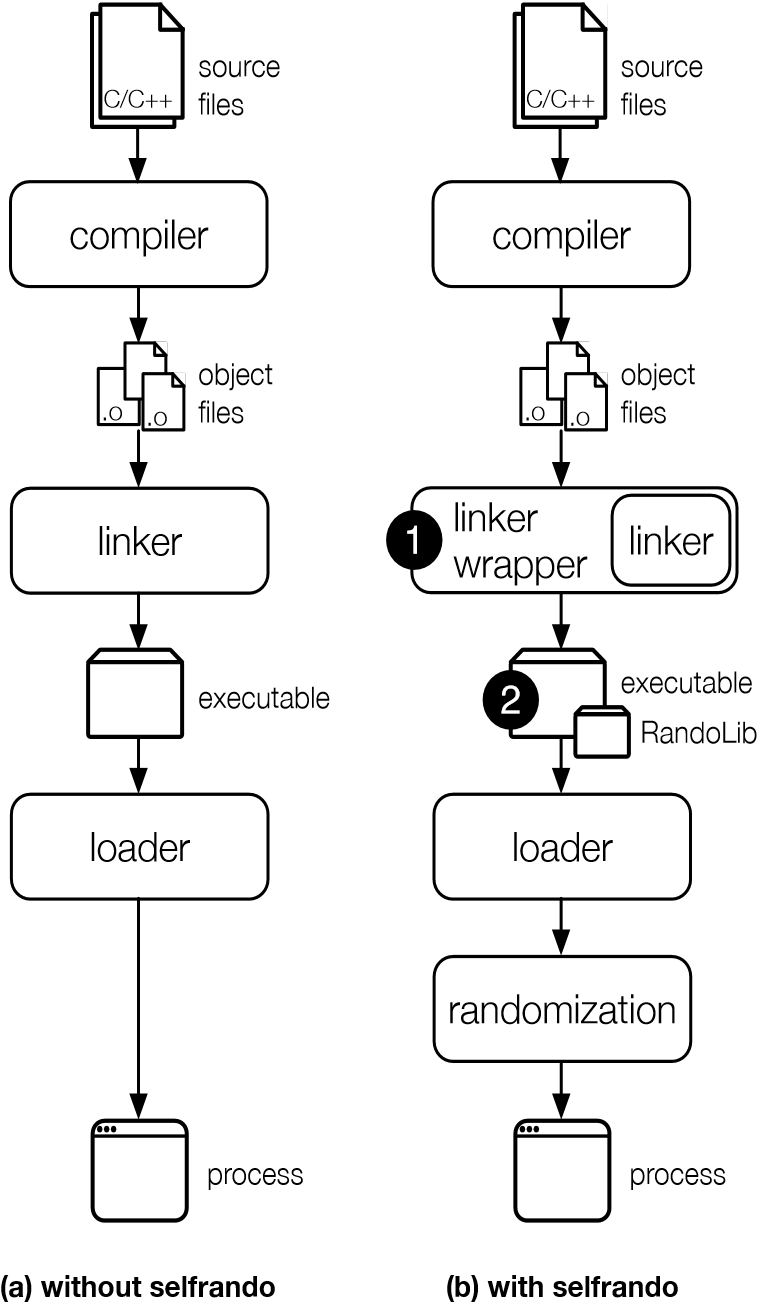 C/C++
source
files
compiler
.O
.O
object
files
linker
executable
loader
process
(a) without selfrando
C/C++
source
files
compiler
.O
.O
object
files
1
linker
wrapper
linker
2
executable
RandoLib
loader
randomization
process
(b) with selfrando